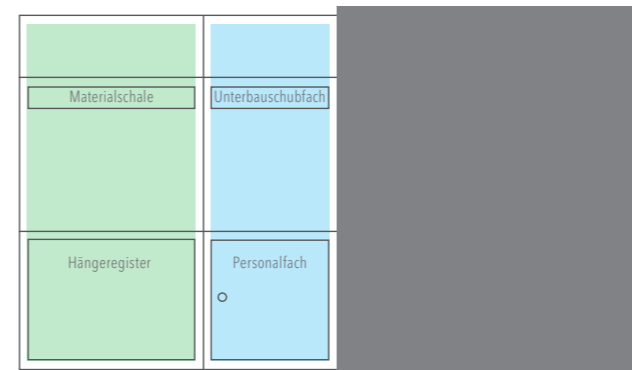 Materialschale
Unterbauschubfach
Hängeregister
Personalfach